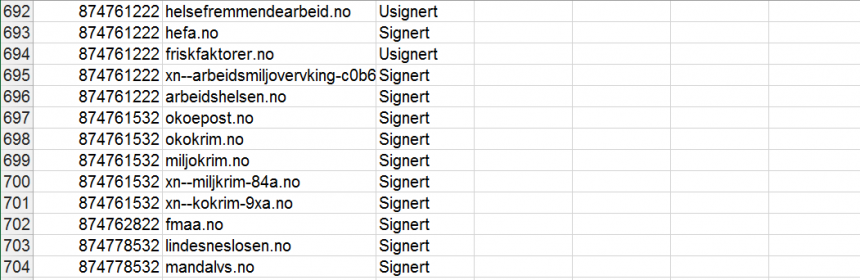 692 874761222 helsefremmendearbeid.no Usignert
693 874761222 hefa.no Signert
694 874761222 friskfaktorer.no Usignert
695 874761222 xn--arbeidsmiljovervking-c0b6 Signert
696 874761222 arbeidshelsen.no Signert
697 874761532 okoepost.no Signert
698 874761532 okokrim.no Signert
699 874761532 miljokrim.no Signert
700 874761532 xn--miljkrim-84a.no Signert
701 874761532 xn--kokrim-9xa.no Signert
702 874762822 fmaa.no Signert
703 874778532 lindesneslosen.no Signert
704 874778532 mandalvs.no Signert